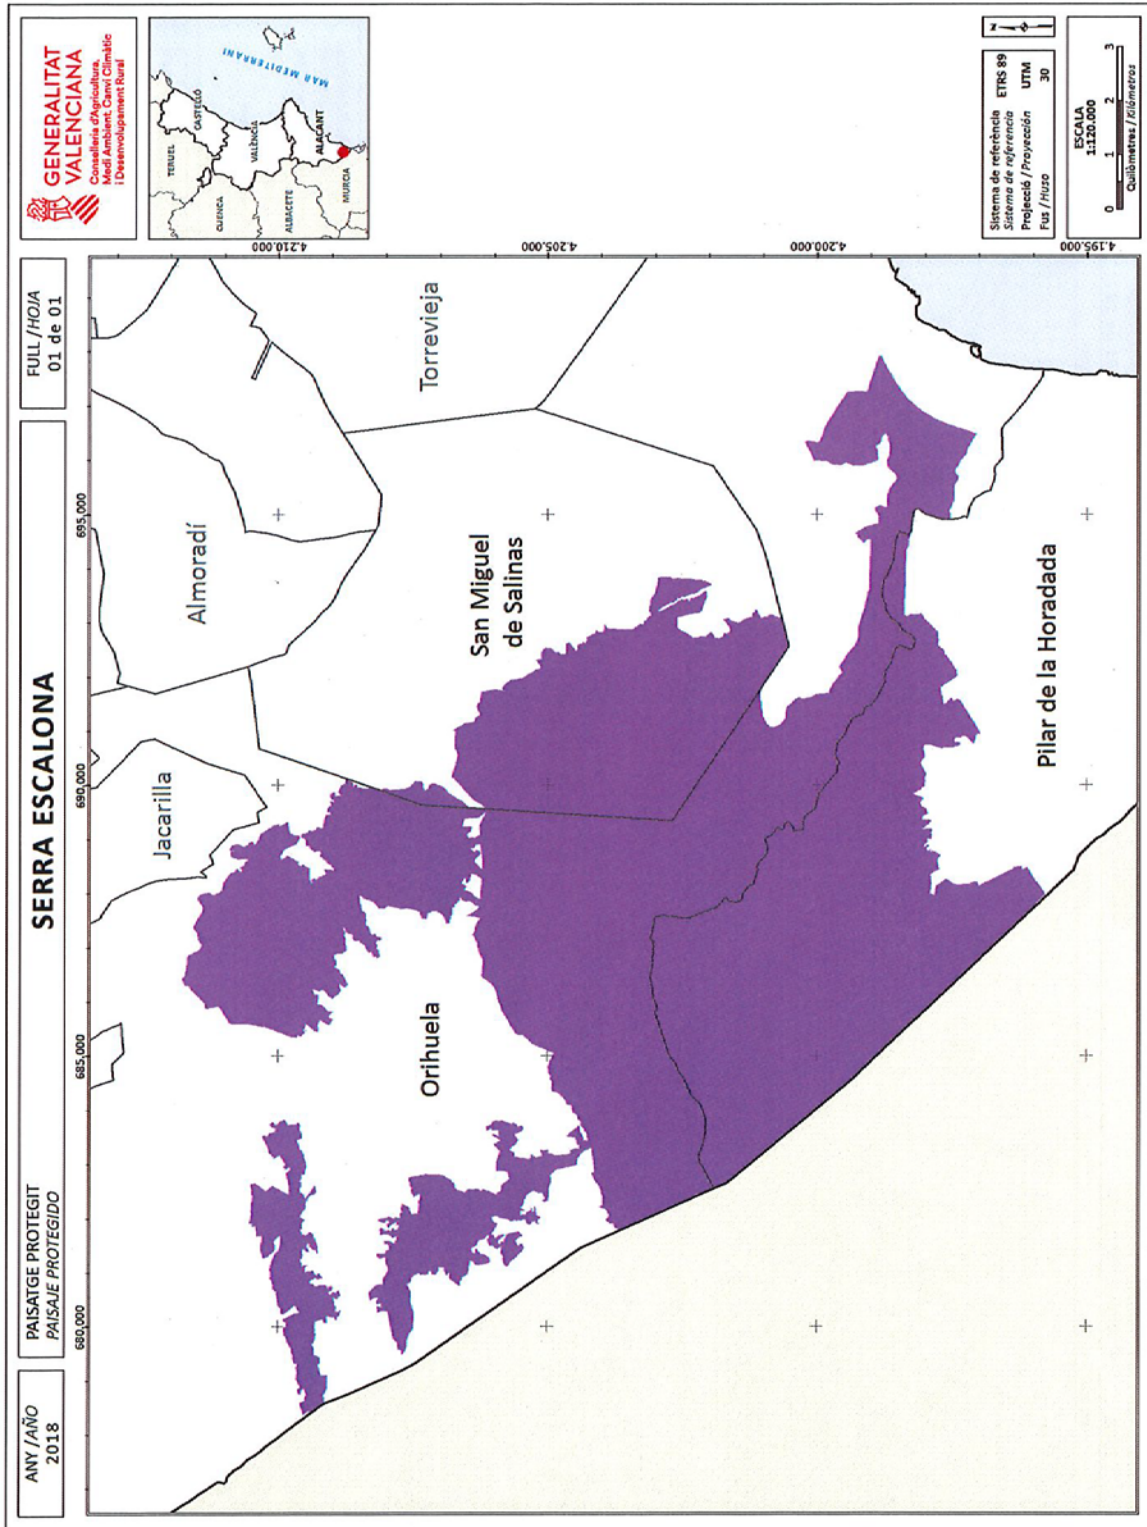 ANY /AÑO
2018
PAISATGE PROTEGIT
PAISAJE PROTEGIDO
SERRA ESCALONA
FULL /HOJA
01 de 01
GENERALITAT
VALENCIANA
Conselleria d'Agricultura,
Medi Ambient, Canvi Climàtic
i Desenvolupament Rural
TERUEL
CASTELLÓ
CUENCA
VALÈNCIA
ALBACETE
ALACANT
MURCIA
MAR MEDITERRANI
680.000
685.000
690.000
695.000
4.210.000
4.205.000
4.200.000
4.195.000
Jacarilla
Almoradí
Torrevieja
Orihuela
San Miguel
de Salinas
Pilar de la Horadada
Sistema de referència ETRS 89
Sistema de referencia
Projecció / Proyección UTM
Fus / Huso 30
ESCALA
1:120.000
0 1 2 3
Quilòmetres / Kilómetros